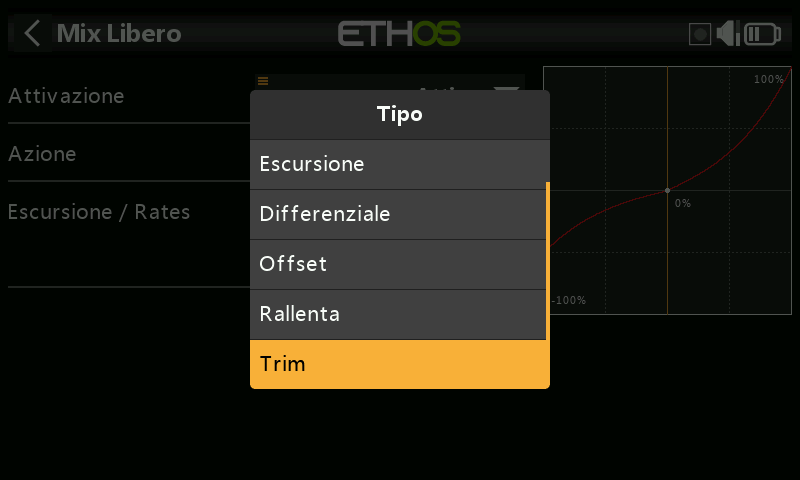 Mix Libero
ETHOS
Attivazione
Azione
Escursione / Rates
Tipo
Escursione
Differenziale
Offset
Rallenta
Trim
100%
0%
-100%